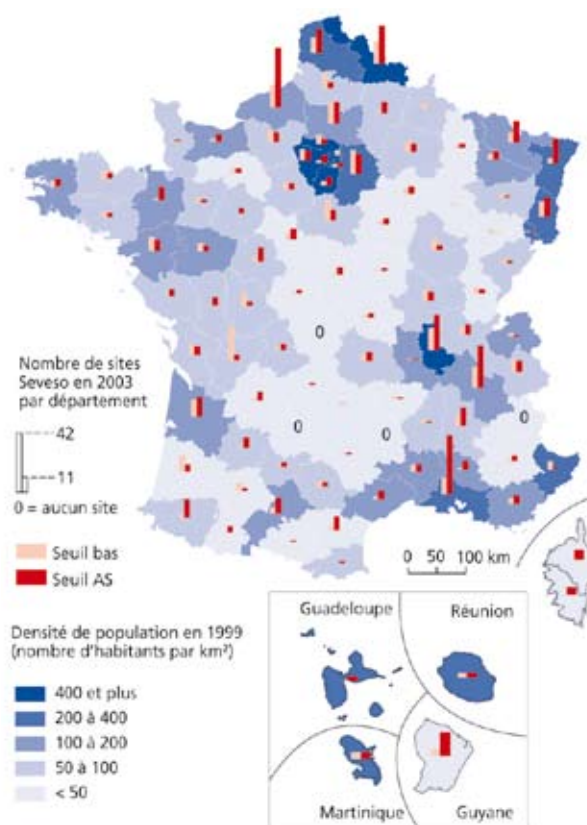 0
0
0
0
Nombre de sites
Seveso en 2003
par département
42
11
0 = aucun site
Seuil bas
Seuil AS
0 50 100 km
Densité de population en 1999
(nombre d'habitants par km²)
400 et plus
200 à 400
100 à 200
50 à 100
< 50
Guadeloupe
Réunion
Martinique
Guyane